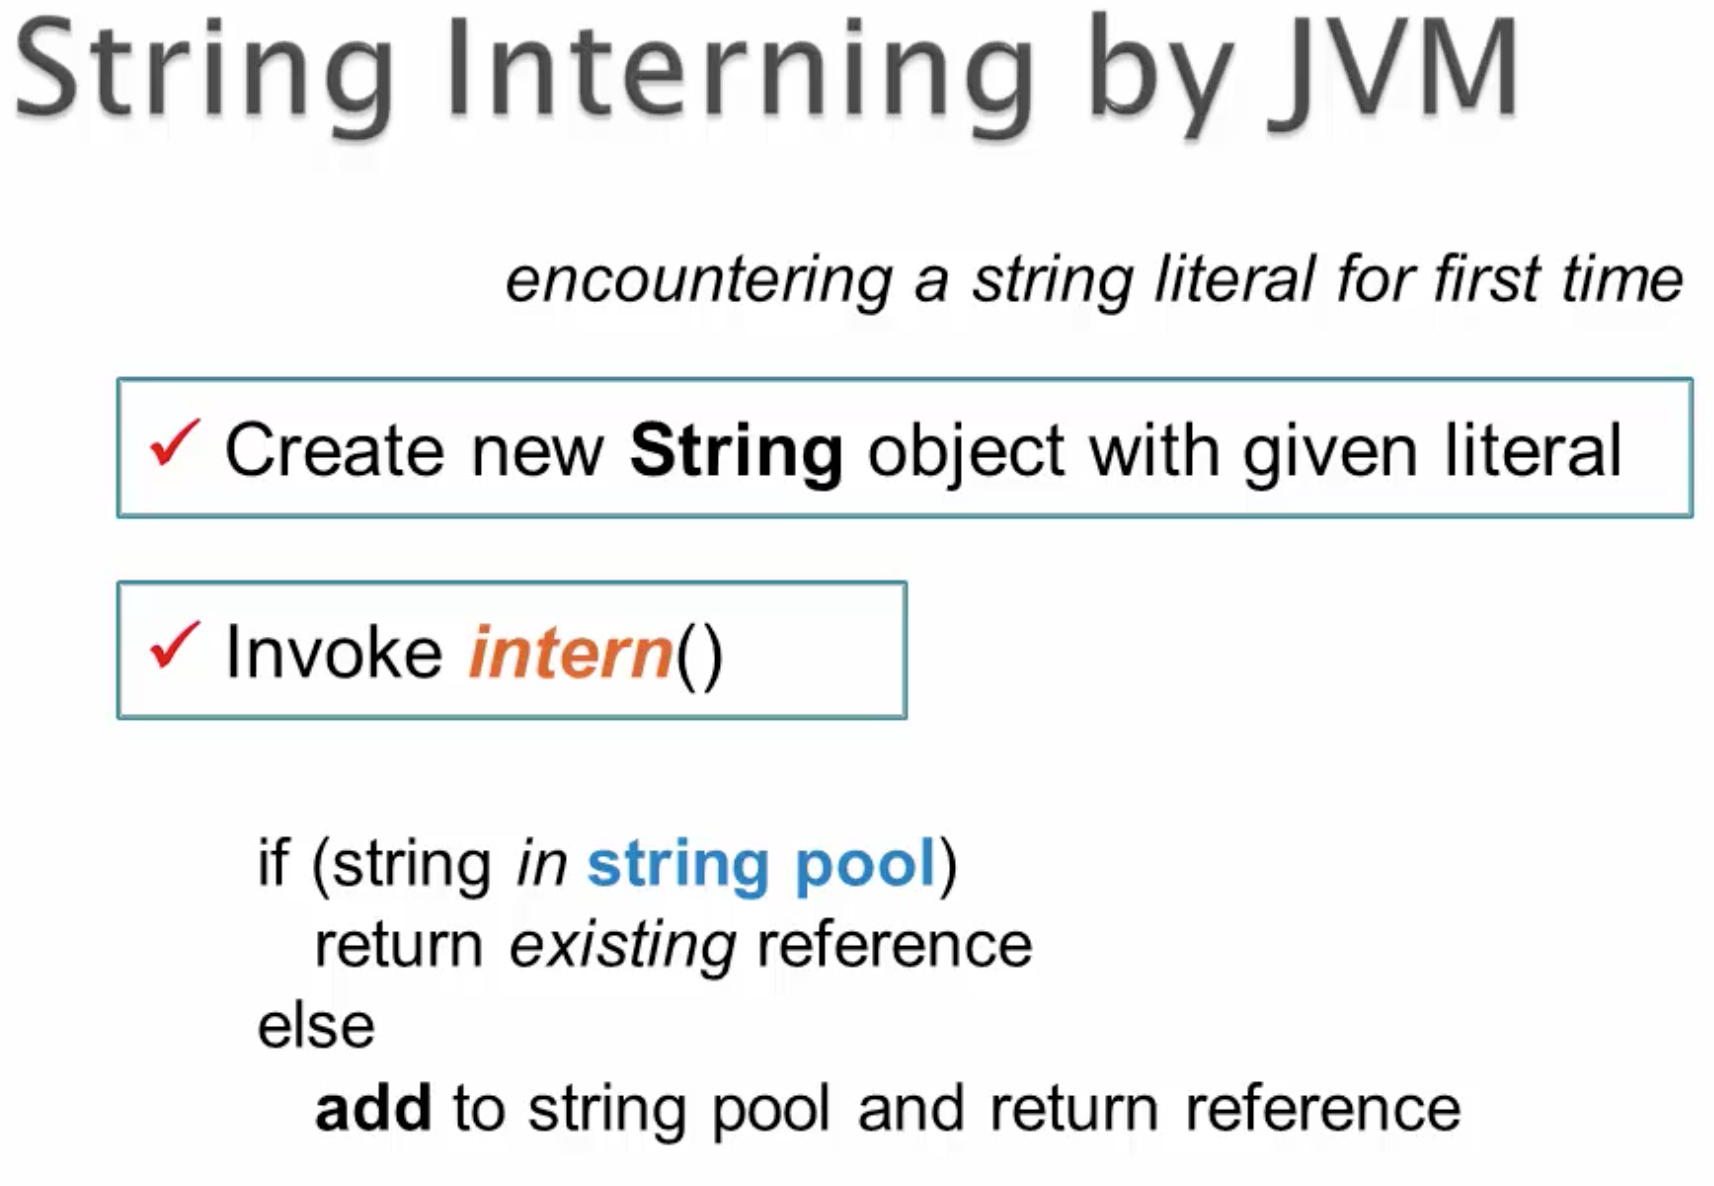 String Interning by JVM
encountering a string literal for first time
✓ Create new String object with given literal
✓ Invoke intern()
if (string in string pool)
return existing reference
else
add to string pool and return reference